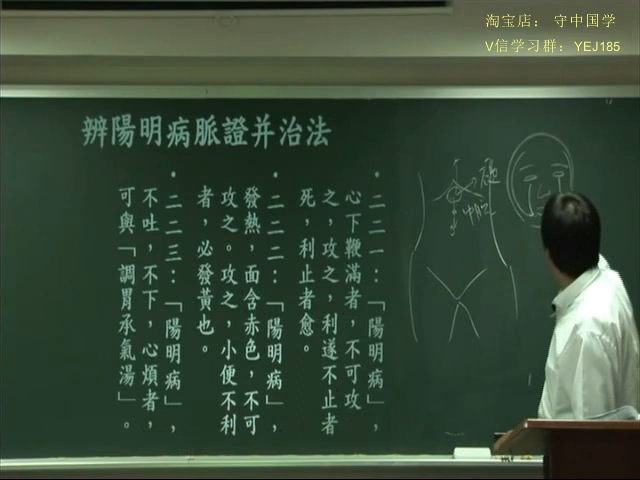 淘宝店： 守中国学
V信学习群：YEJ185
辨陽明病脈證并治法
•二二一：「陽明病」，
心下鞕滿者，不可攻
之，攻之，利遂不止者
死，利止者愈。
•二二二：「陽明病」，
發熱，面含赤色，不可
攻之。攻之，小便不利
者，必發黃也。
•二二三：「陽明病」，
不吐，不下，心煩者，
可與「調胃承氣湯」。
中脘